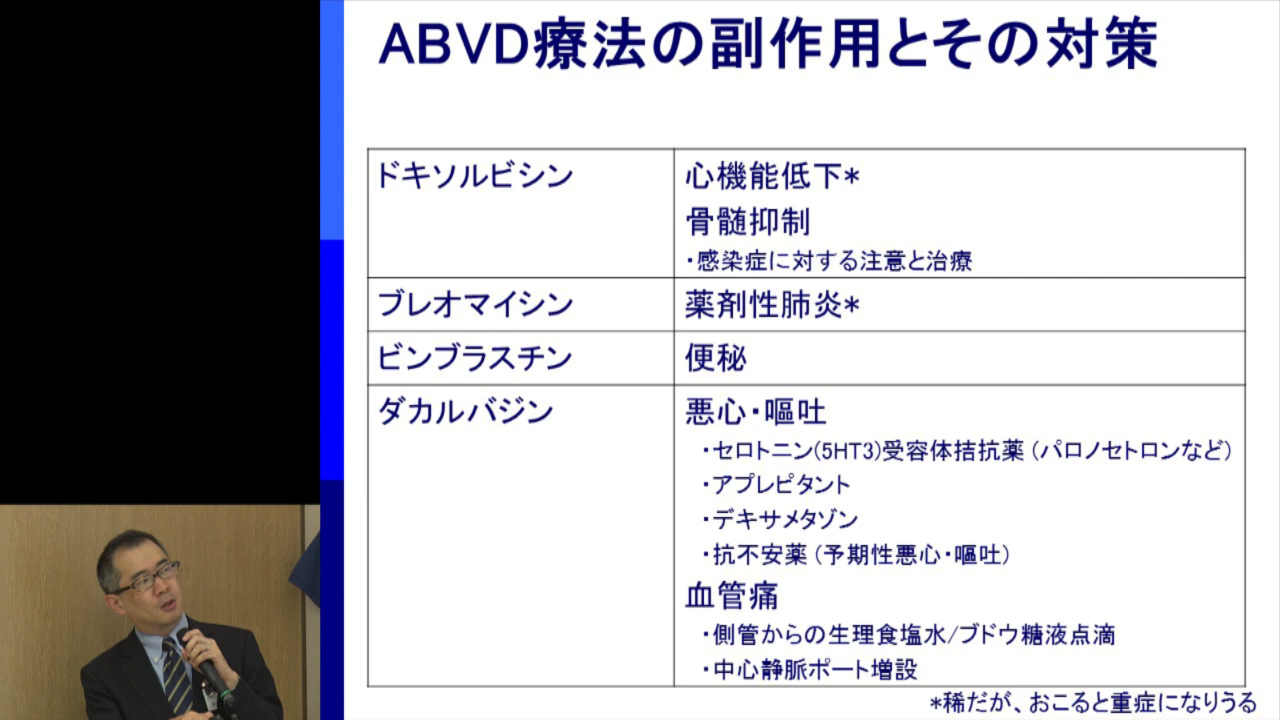 ABVD療法の副作用とその対策
ドキソルビシン
心機能低下*
骨髄抑制
・感染症に対する注意と治療
ブレオマイシン
薬剤性肺炎*
ビンブラスチン
便秘
ダカルバジン
悪心・嘔吐
・セロトニン(5HT3)受容体拮抗薬 (パロノセトロンなど)
・アプレピタント
・デキサメタゾン
・抗不安薬 (予期性悪心・嘔吐)
血管痛
・側管からの生理食塩水/ブドウ糖液点滴
・中心静脈ポート増設
*稀だが、おこると重症になりうる